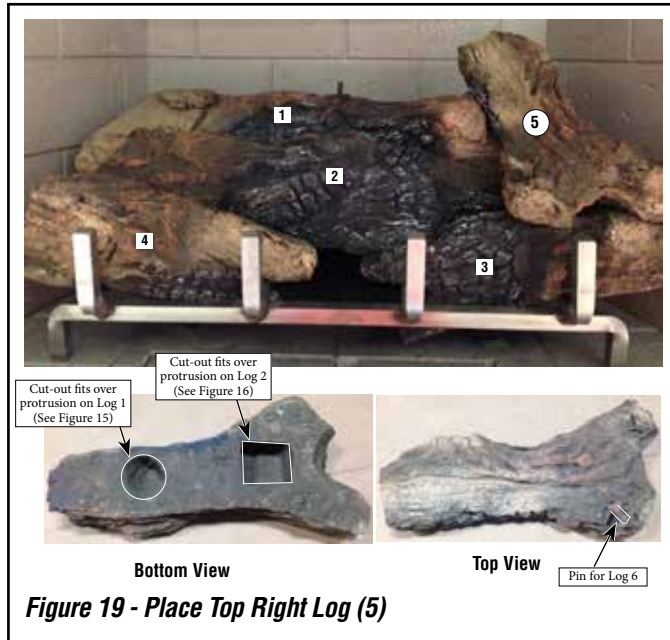 1
5
2
4
3
Cut-out fits over
protrusion on Log 1
(See Figure 15)
Cut-out fits over
protrusion on Log 2
(See Figure 16)
Bottom View
Top View
Pin for Log 6
Figure 19 - Place Top Right Log (5)